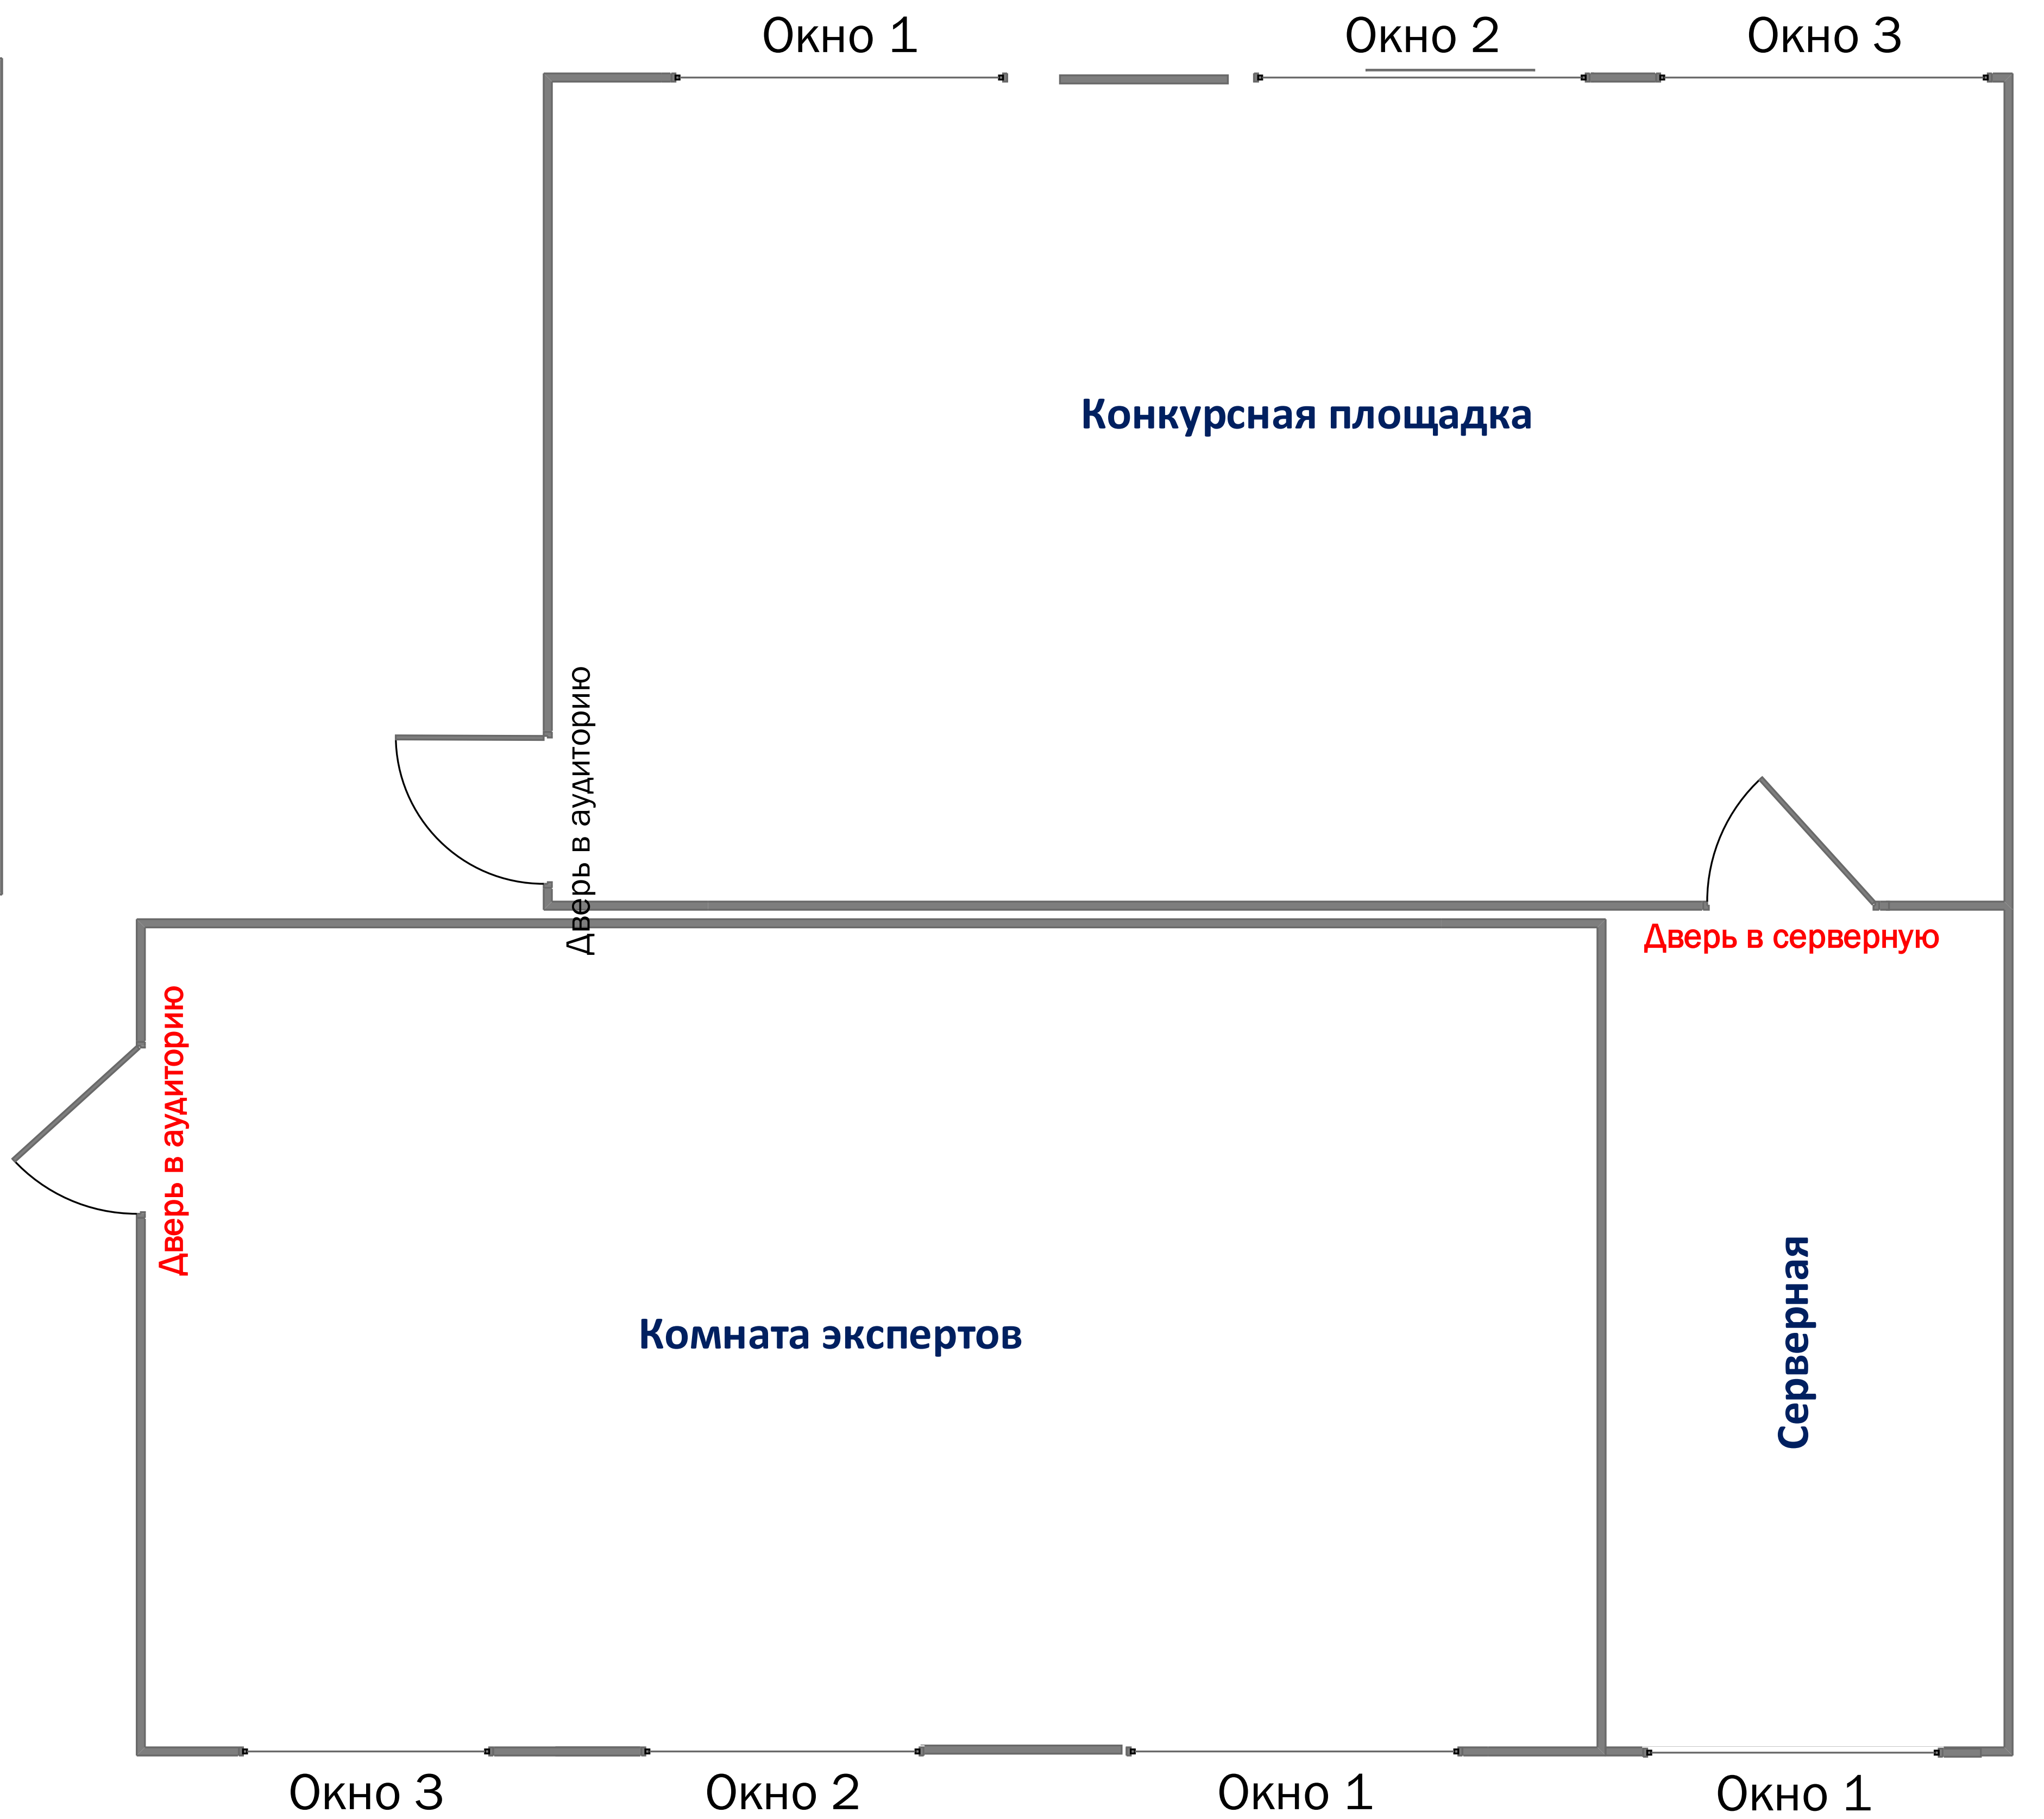 Окно 1
Окно 2
Окно 3
Конкурсная площадка
Дверь в аудиторию
Дверь в серверную
Дверь в аудиторию
Комната экспертов
Серверная
Окно 3
Окно 2
Окно 1
Окно 1